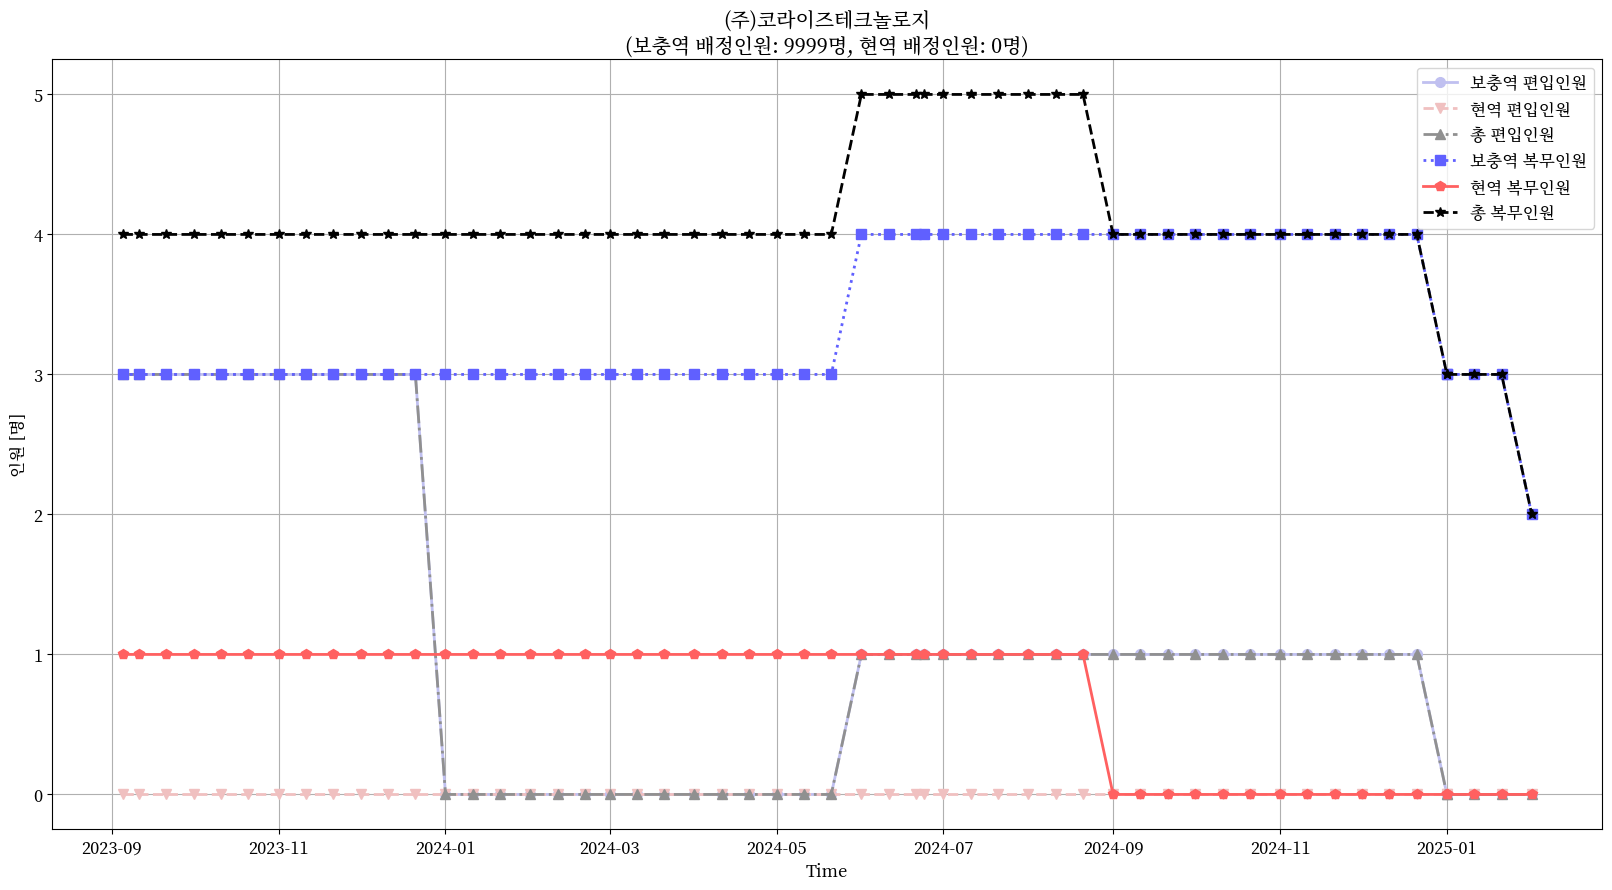 (주)코라이즈테크놀로지
(보충역 배정인원: 9999명, 현역 배정인원: 0명)
보충역 편입인원
현역 편입인원
총 편입인원
보충역 복무인원
현역 복무인원
총 복무인원
인원 [명]
5
4
3
2
1
0
2023-09 2023-11 2024-01 2024-03 2024-05 2024-07 2024-09 2024-11 2025-01
Time